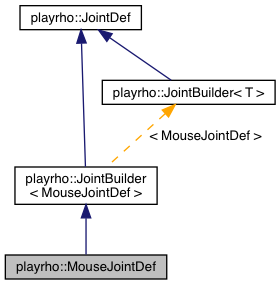 playrho::JointDef
playrho::JointBuilder< T >
< MouseJointDef >
playrho::JointBuilder
< MouseJointDef >
playrho::MouseJointDef